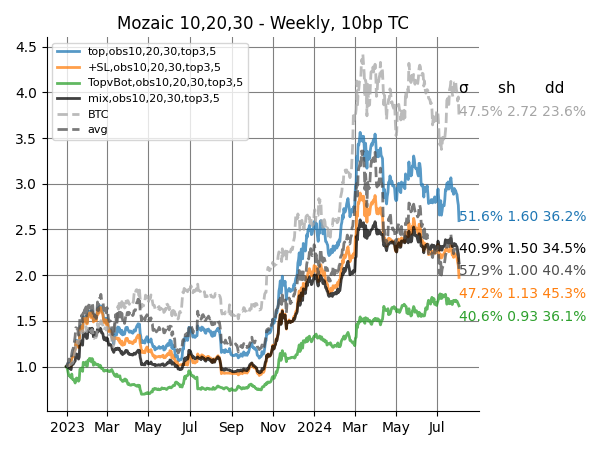 Mozaic 10,20,30 - Weekly, 10bp TC
4.5
4.0
3.5
3.0
2.5
2.0
1.5
1.0
top,obs10,20,30,top3,5
+SL,obs10,20,30,top3,5
TopvBot,obs10,20,30,top3,5
mix,obs10,20,30,top3,5
BTC
avg
σ sh dd
47.5% 2.72 23.6%
51.6% 1.60 36.2%
40.9% 1.50 34.5%
57.9% 1.00 40.4%
47.2% 1.13 45.3%
40.6% 0.93 36.1%
2023 Mar May Jul Sep Nov 2024 Mar May Jul